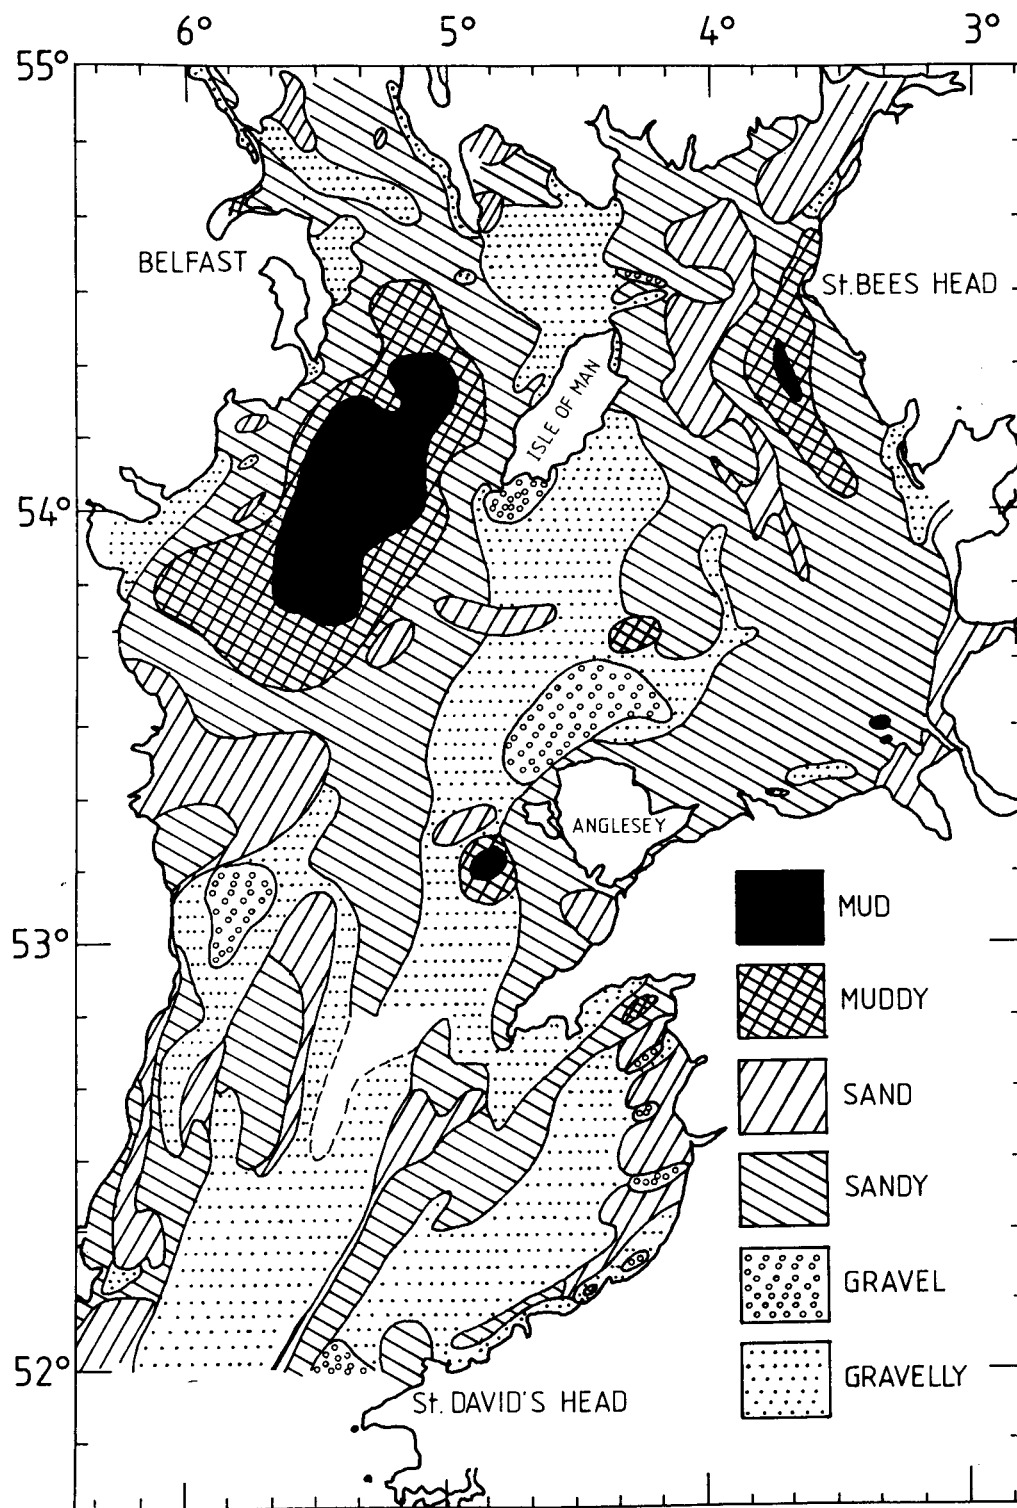 6° 5° 4° 3°
55°
BELFAST
St.BEES HEAD
ISLE OF MAN
54°
ANGLESEY
MUD
53°
MUDDY
SAND
SANDY
GRAVEL
52°
GRAVELLY
St. DAVID'S HEAD